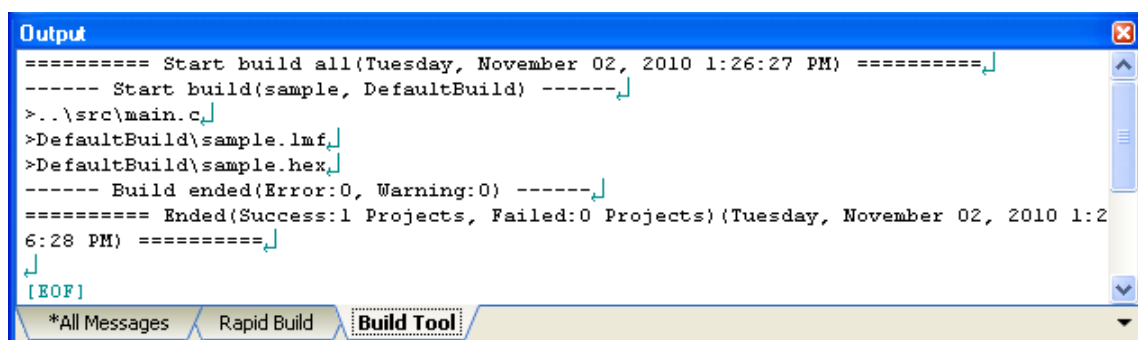 Output
========== Start build all(Tuesday, November 02, 2010 1:26:27 PM) ==========
------ Start build(sample, DefaultBuild) ------
>..\src\main.c
>DefaultBuild\sample.lmf
>DefaultBuild\sample.hex
------ Build ended(Error:0, Warning:0) ------
========== Ended(Success:1 Projects, Failed:0 Projects)(Tuesday, November 02, 2010 1:2
6:28 PM) ==========
[EOF]
*All Messages Rapid Build Build Tool